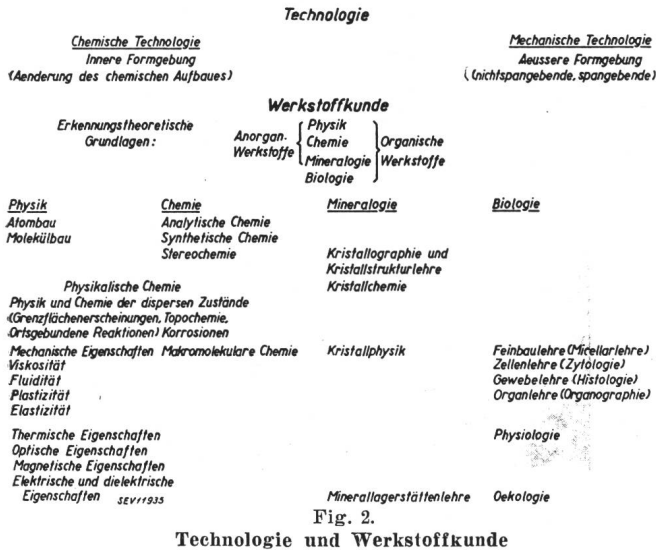 Technologie
Chemische Technologie
Innere Formgebung
(Aenderung des chemischen Aufbaues)
Mechanische Technologie
Aeussere Formgebung
(nichtspangebende, spangebende)
Werkstoffkunde
Erkennungstheoretische
Grundlagen:
Anorgan.
Werkstoffe
Physik
Chemie
Mineralogie
Biologie
Organische
Werkstoffe
Physik
Atombau
Molekülbau
Chemie
Analytische Chemie
Synthetische Chemie
Stereochemie
Mineralogie
Kristallographie und
Kristallstrukturlehre
Kristallchemie
Biologie
Physikalische Chemie
Physik und Chemie der dispersen Zustände
(Grenzflächenerscheinungen, Topochemie,
Ortsgebundene Reaktionen) Korrosionen
Mechanische Eigenschaften Makromolekulare Chemie
Viskosität
Fluidität
Plastizität
Elastizität
Kristallphysik
Feinbaulehre (Micellarlehre)
Zellenlehre (Zytologie)
Gewebelehre (Histologie)
Organlehre (Organographie)
Thermische Eigenschaften
Optische Eigenschaften
Magnetische Eigenschaften
Elektrische und dielektrische
Eigenschaften SEV11935
Physiologie
Minerallagerstättenlehre
Oekologie
Fig. 2.
Technologie und Werkstoffkunde